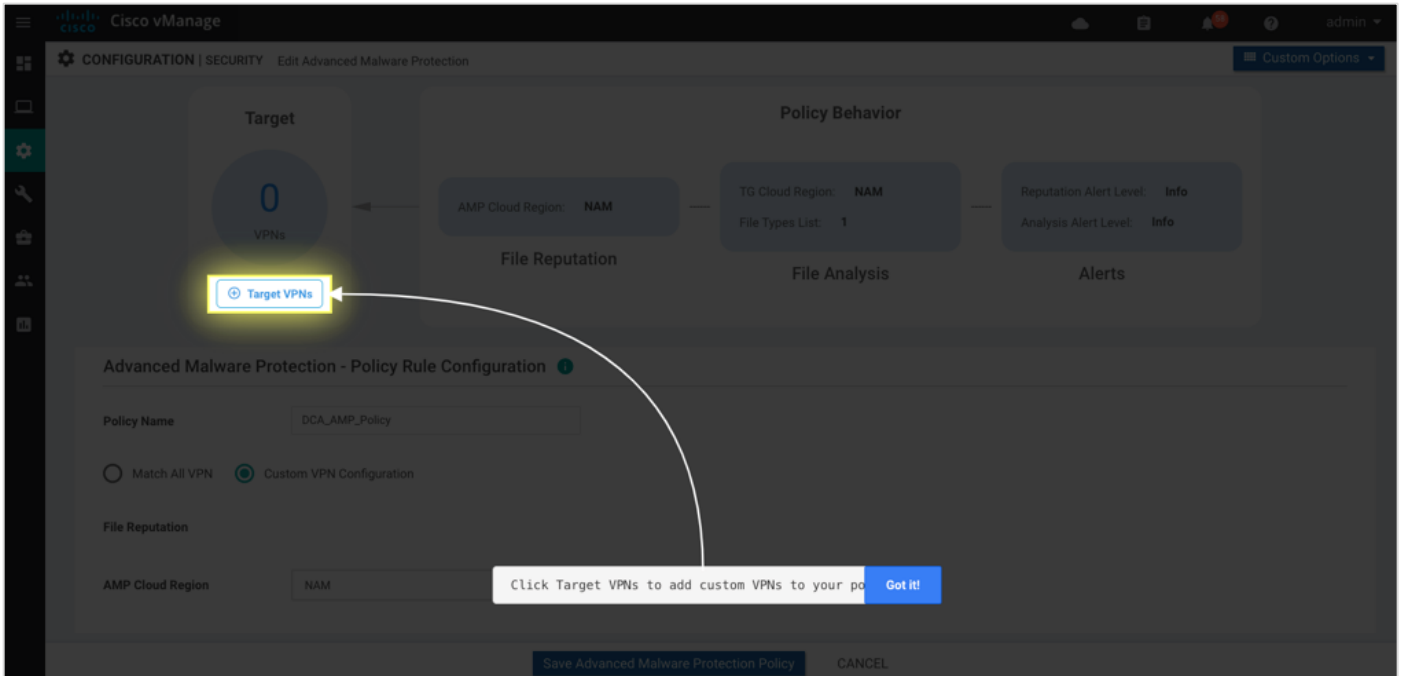 CISCO Cisco vManage admin
CONFIGURATION | SECURITY Edit Advanced Malware Protection Custom Options
Target
Policy Behavior
0
VPNs
AMP Cloud Region: NAM
TG Cloud Region: NAM
File Types List: 1
Reputation Alert Level: Info
Analysis Alert Level: Info
File Reputation
File Analysis
Alerts
Target VPNs
Advanced Malware Protection - Policy Rule Configuration
Policy Name DCA_AMP_Policy
Match All VPN Custom VPN Configuration
File Reputation
AMP Cloud Region NAM
Click Target VPNs to add custom VPNs to your po Got it!
Save Advanced Malware Protection Policy CANCEL